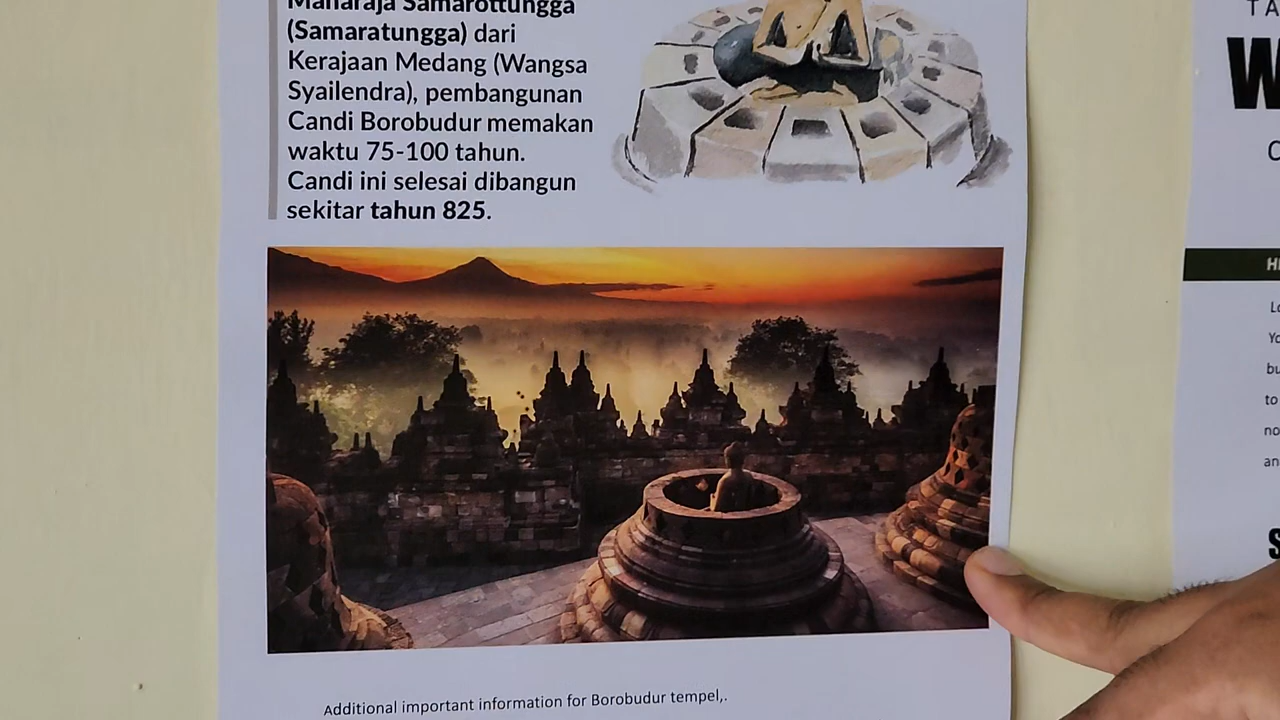 Maharaja Samarottungga
(Samaratungga) dari
Kerajaan Medang (Wangsa
Syailendra), pembangunan
Candi Borobudur memakan
waktu 75-100 tahun.
Candi ini selesai dibangun
sekitar tahun 825.
Additional important information for Borobudur tempel,.
TA
W